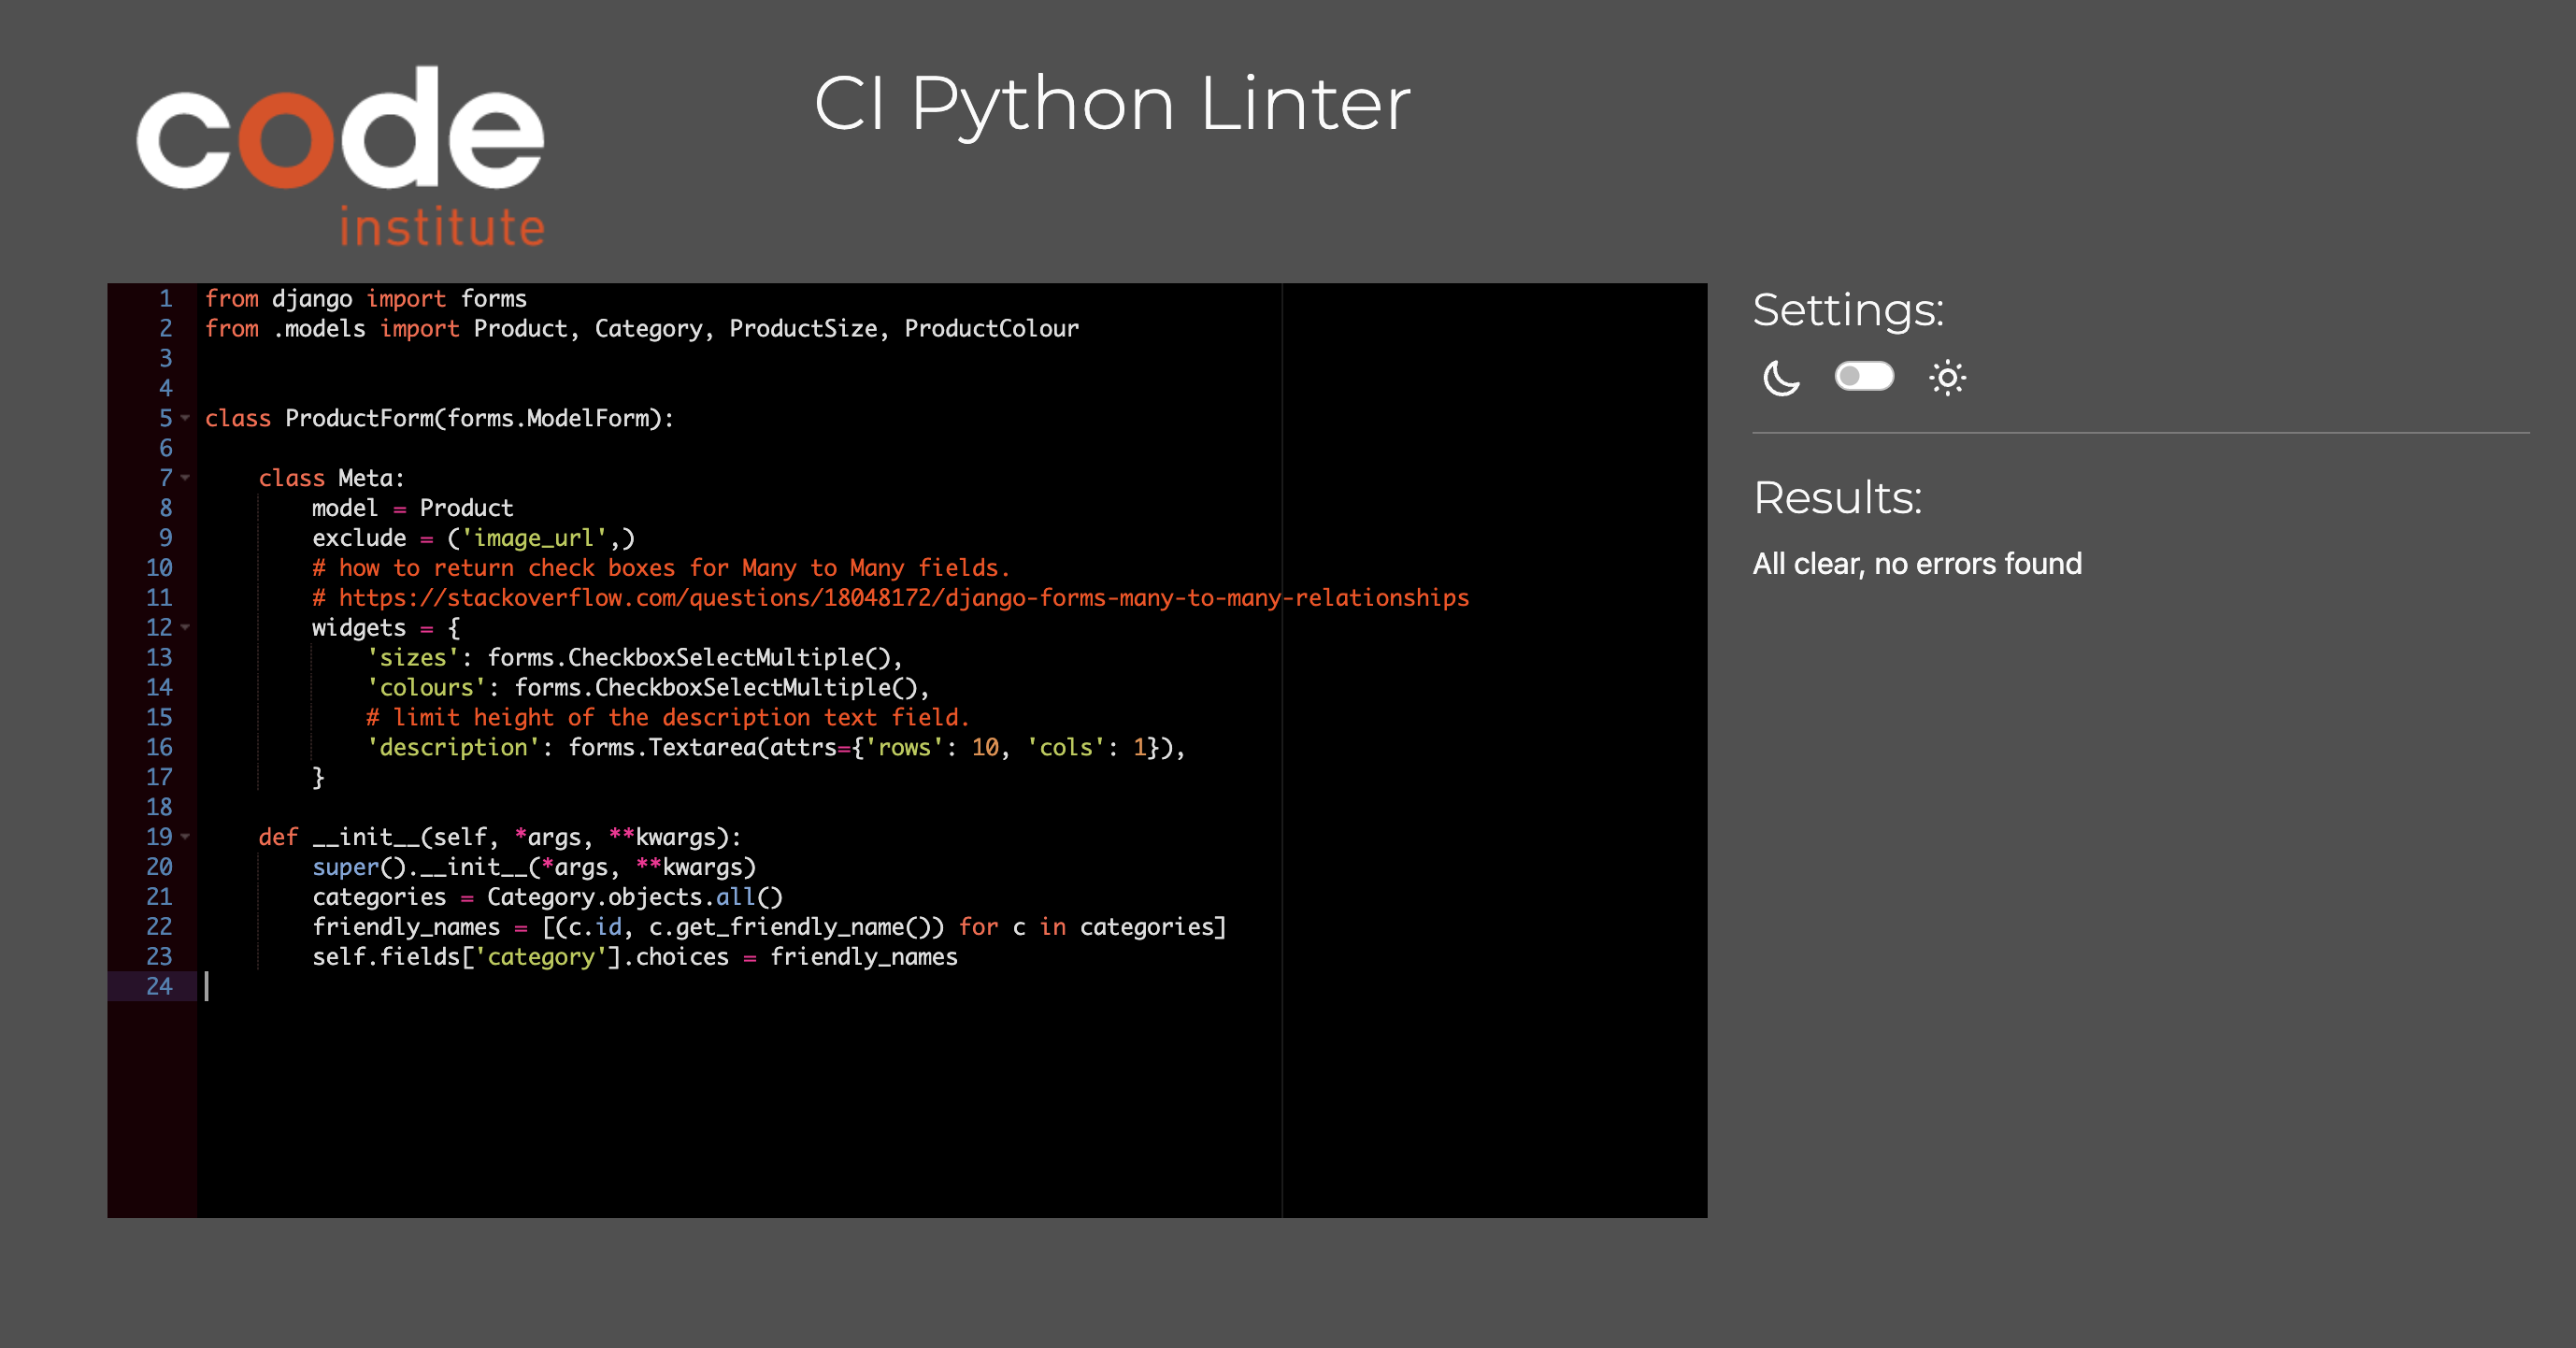 code
institute
CI Python Linter
1 from django import forms
2 from .models import Product, Category, ProductSize, ProductColour
3
4
5 class ProductForm(forms.ModelForm):
6
7     class Meta:
8         model = Product
9         exclude = ('image_url',)
10         # how to return check boxes for Many to Many fields.
11         # https://stackoverflow.com/questions/18048172/django-forms-many-to-many-relationships
12         widgets = {
13             'sizes': forms.CheckboxSelectMultiple(),
14             'colours': forms.CheckboxSelectMultiple(),
15             # limit height of the description text field.
16             'description': forms.Textarea(attrs={'rows': 10, 'cols': 1}),
17         }
18
19     def __init__(self, *args, **kwargs):
20         super().__init__(*args, **kwargs)
21         categories = Category.objects.all()
22         friendly_names = [(c.id, c.get_friendly_name()) for c in categories]
23         self.fields['category'].choices = friendly_names
24
Settings:
Results:
All clear, no errors found